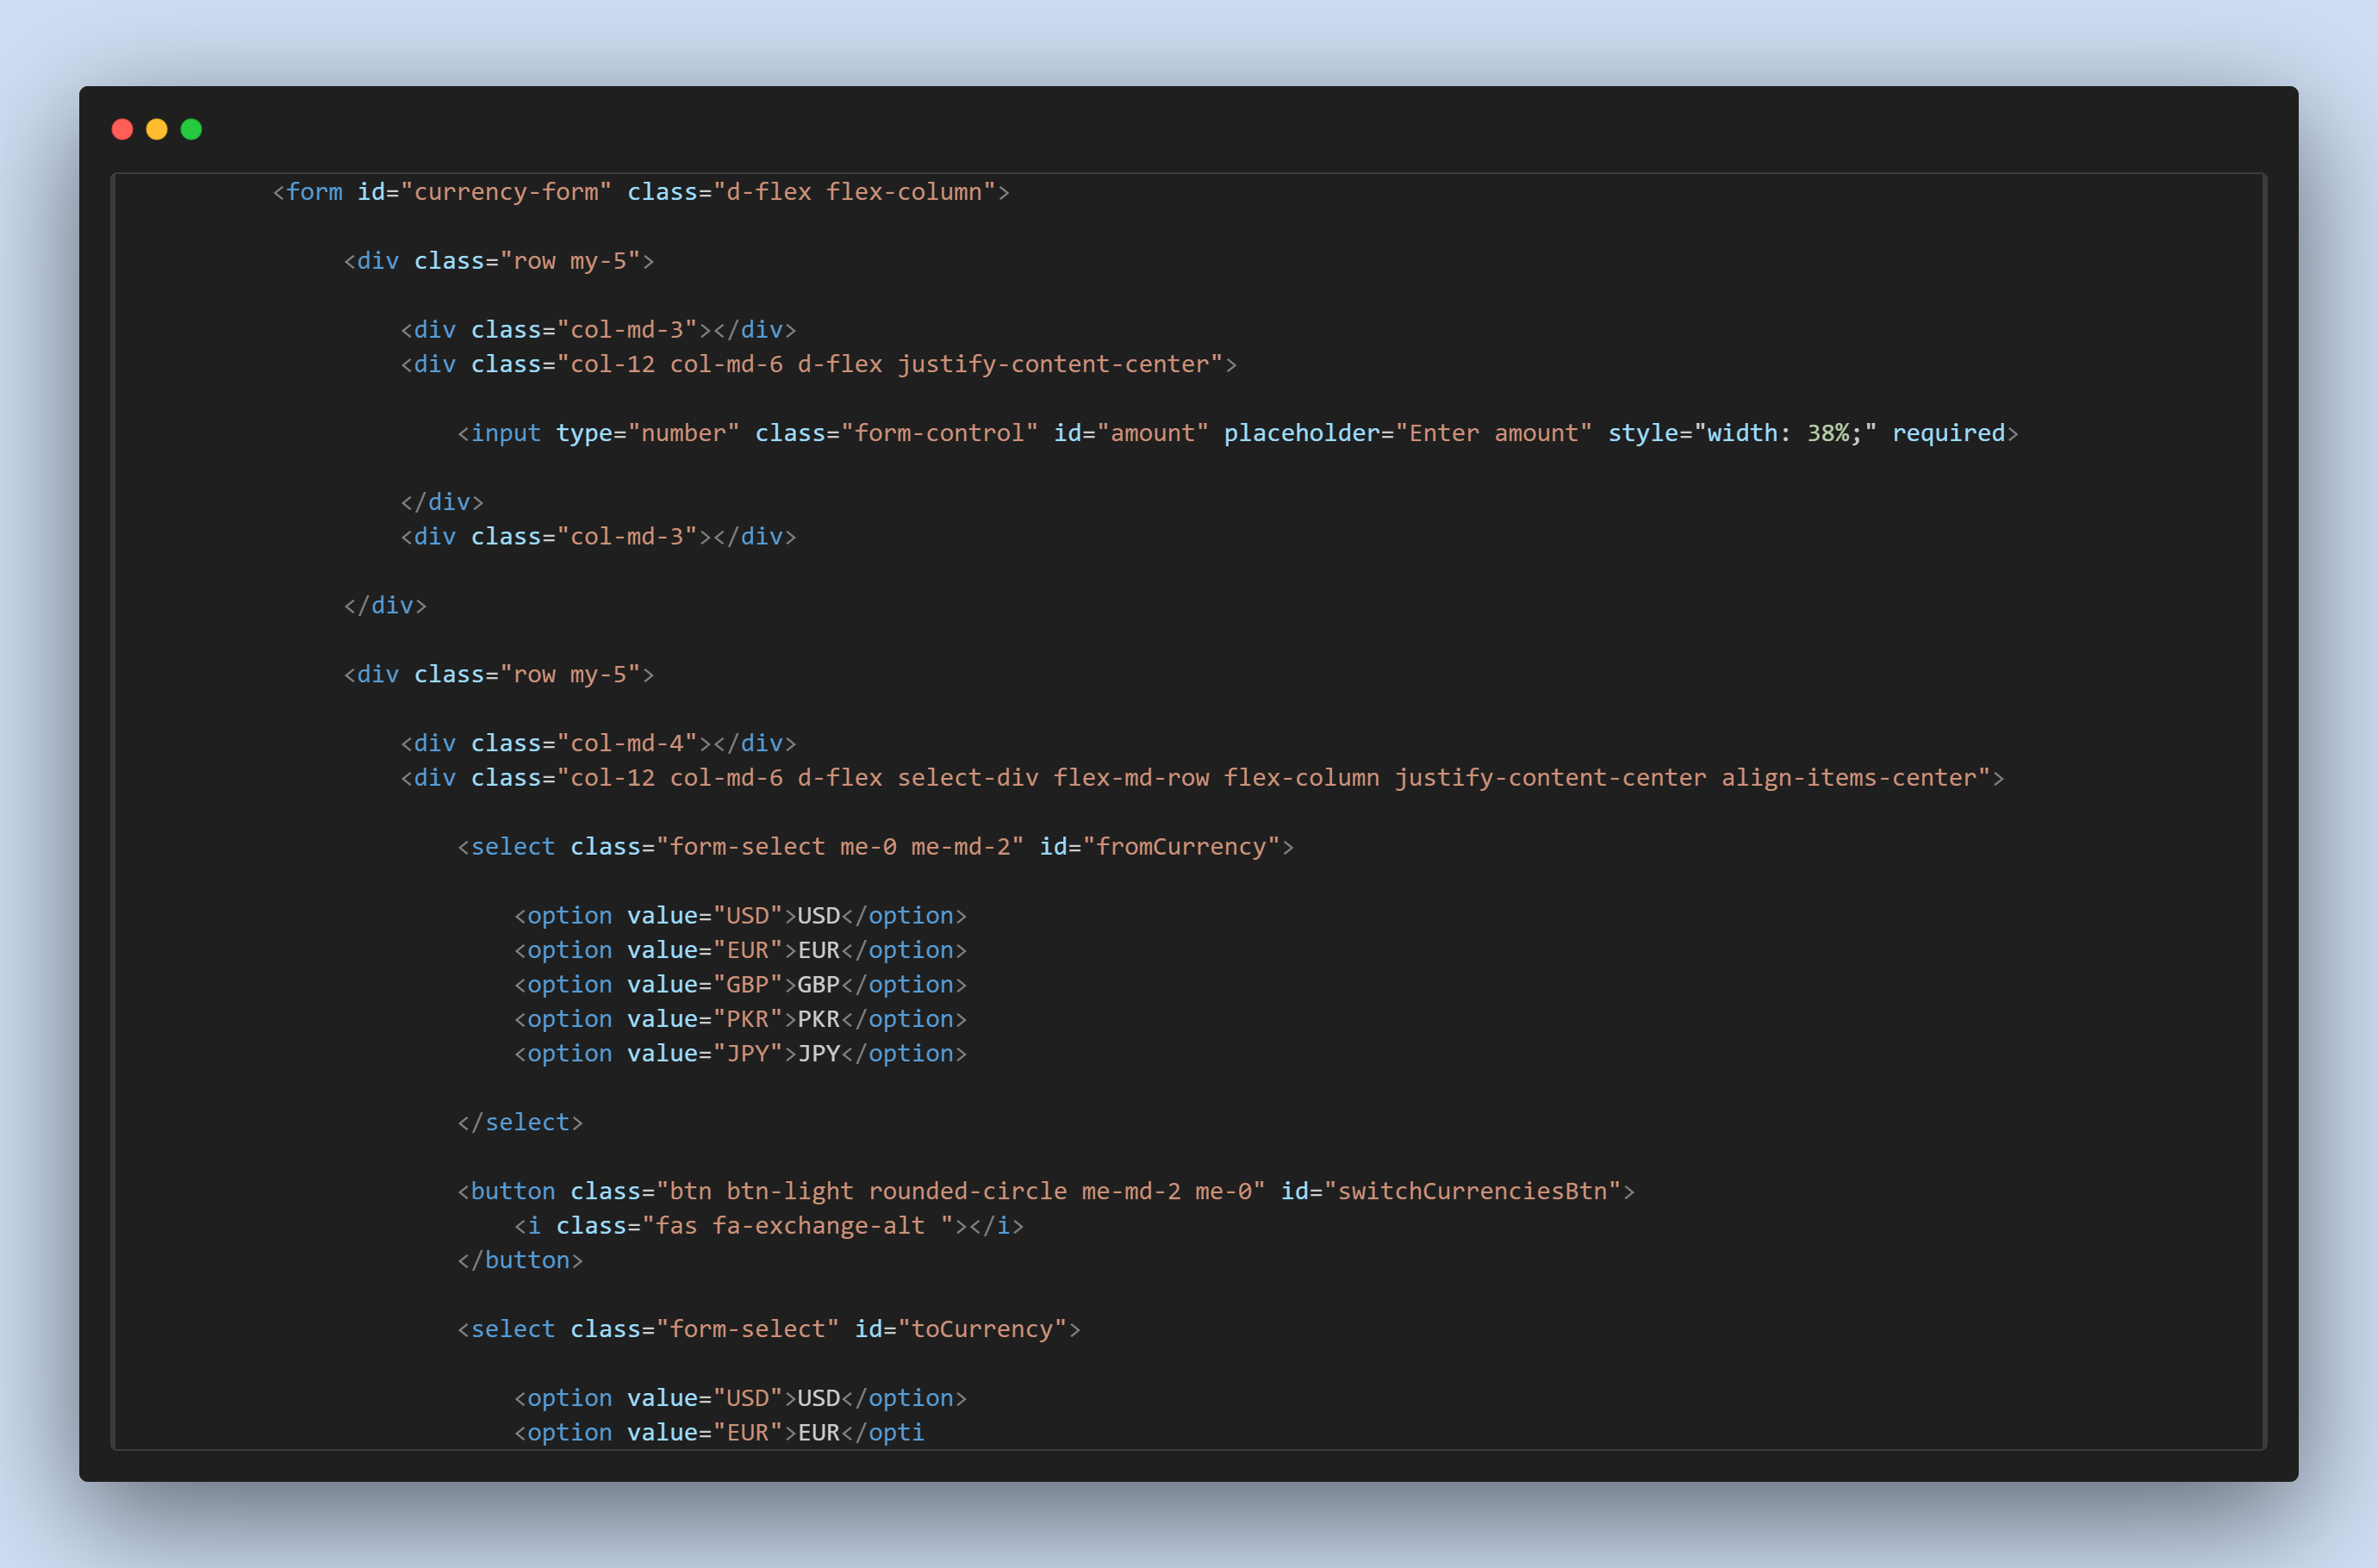 <form id="currency-form" class="d-flex flex-column">
<div class="row my-5">
<div class="col-md-3"></div>
<div class="col-12 col-md-6 d-flex justify-content-center">
<input type="number" class="form-control" id="amount" placeholder="Enter amount" style="width: 38%;" required>
</div>
<div class="col-md-3"></div>
</div>
<div class="row my-5">
<div class="col-md-4"></div>
<div class="col-12 col-md-6 d-flex select-div flex-md-row flex-column justify-content-center align-items-center">
<select class="form-select me-0 me-md-2" id="fromCurrency">
<option value="USD">USD</option>
<option value="EUR">EUR</option>
<option value="GBP">GBP</option>
<option value="PKR">PKR</option>
<option value="JPY">JPY</option>
</select>
<button class="btn btn-light rounded-circle me-md-2 me-0" id="switchCurrenciesBtn">
<i class="fas fa-exchange-alt "></i>
</button>
<select class="form-select" id="toCurrency">
<option value="USD">USD</option>
<option value="EUR">EUR</opti